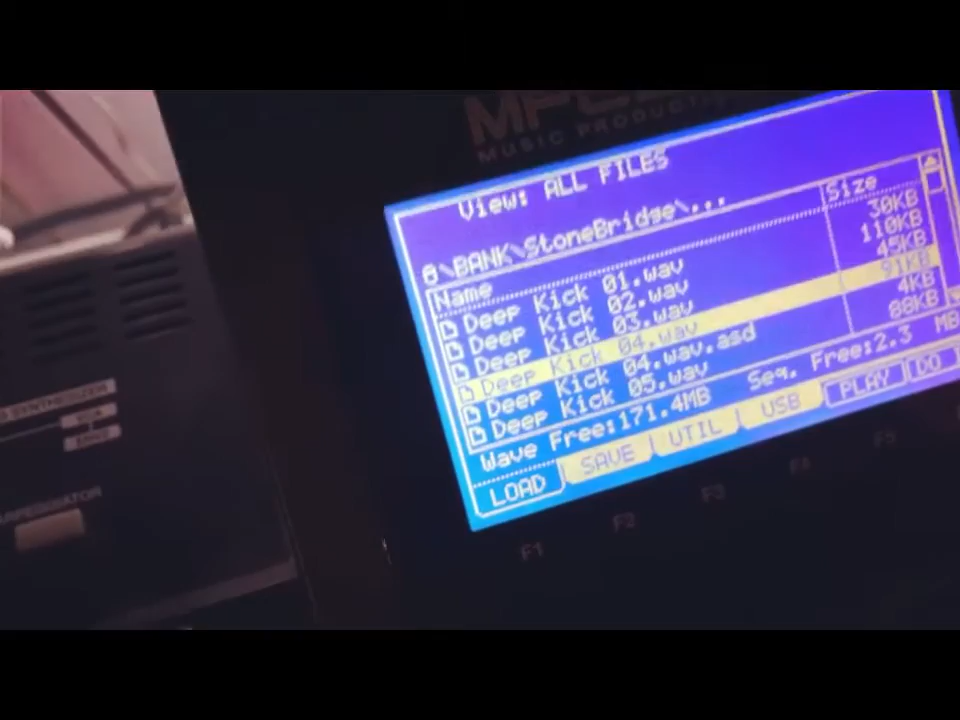 MUSIC PRODUCTI
View: ALL FILES
\BANK\StoneBridge\...
Name Size
Deep Kick 01.wav 30KB
Deep Kick 02.wav 110KB
Deep Kick 03.wav 45KB
Deep Kick 04.wav 91KB
Deep Kick 04.wav.asd 4KB
Deep Kick 05.wav 88KB
Wave Free:171.4MB Seq. Free:2.3 MB
LOAD SAVE UTIL USB PLAY DO
F1 F2 F3 F4 F5
SYNTHESIZER